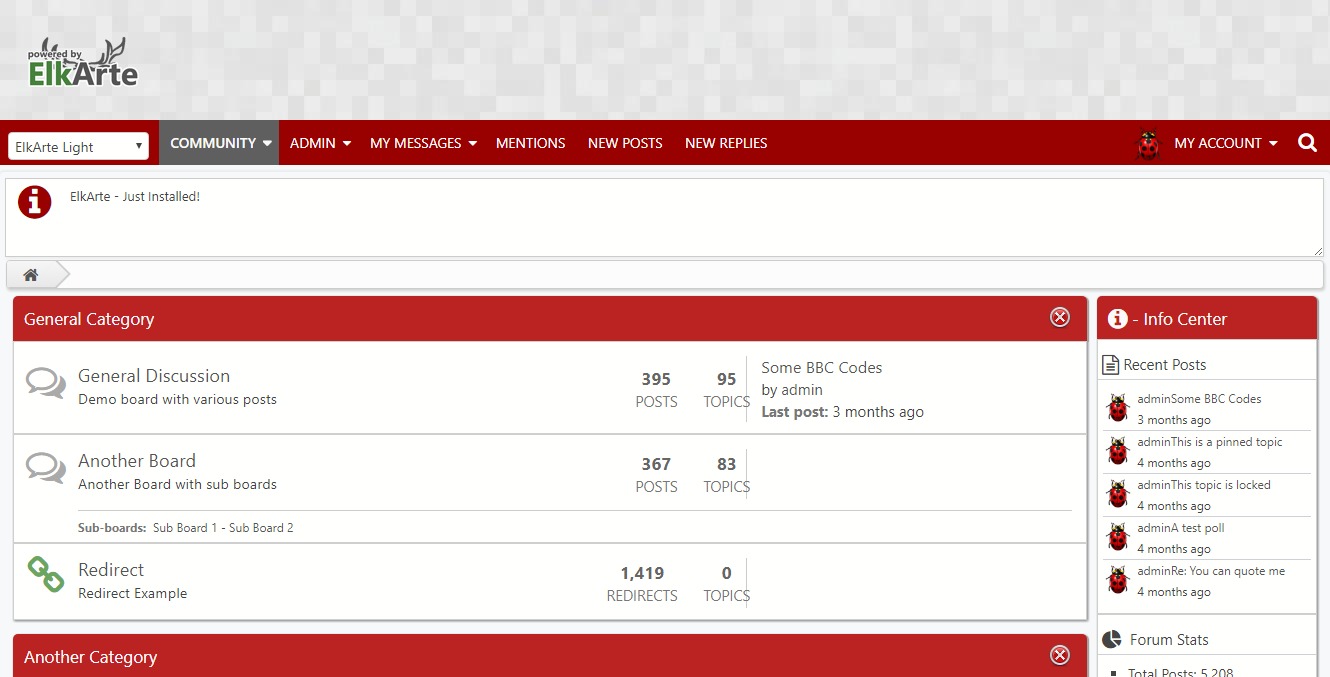 powered by
ElkArte
ElkArte Light
COMMUNITY
ADMIN
MY MESSAGES
MENTIONS
NEW POSTS
NEW REPLIES
MY ACCOUNT
ElkArte - Just Installed!
General Category
General Discussion
Demo board with various posts
395
POSTS
95
TOPICS
Some BBC Codes
by admin
Last post: 3 months ago
Another Board
Another Board with sub boards
367
POSTS
83
TOPICS
Sub-boards: Sub Board 1 - Sub Board 2
Redirect
Redirect Example
1,419
REDIRECTS
0
TOPICS
Another Category
- Info Center
Recent Posts
adminSome BBC Codes
3 months ago
adminThis is a pinned topic
4 months ago
adminThis topic is locked
4 months ago
adminA test poll
4 months ago
adminRe: You can quote me
4 months ago
Forum Stats
Total Posts: 5,208